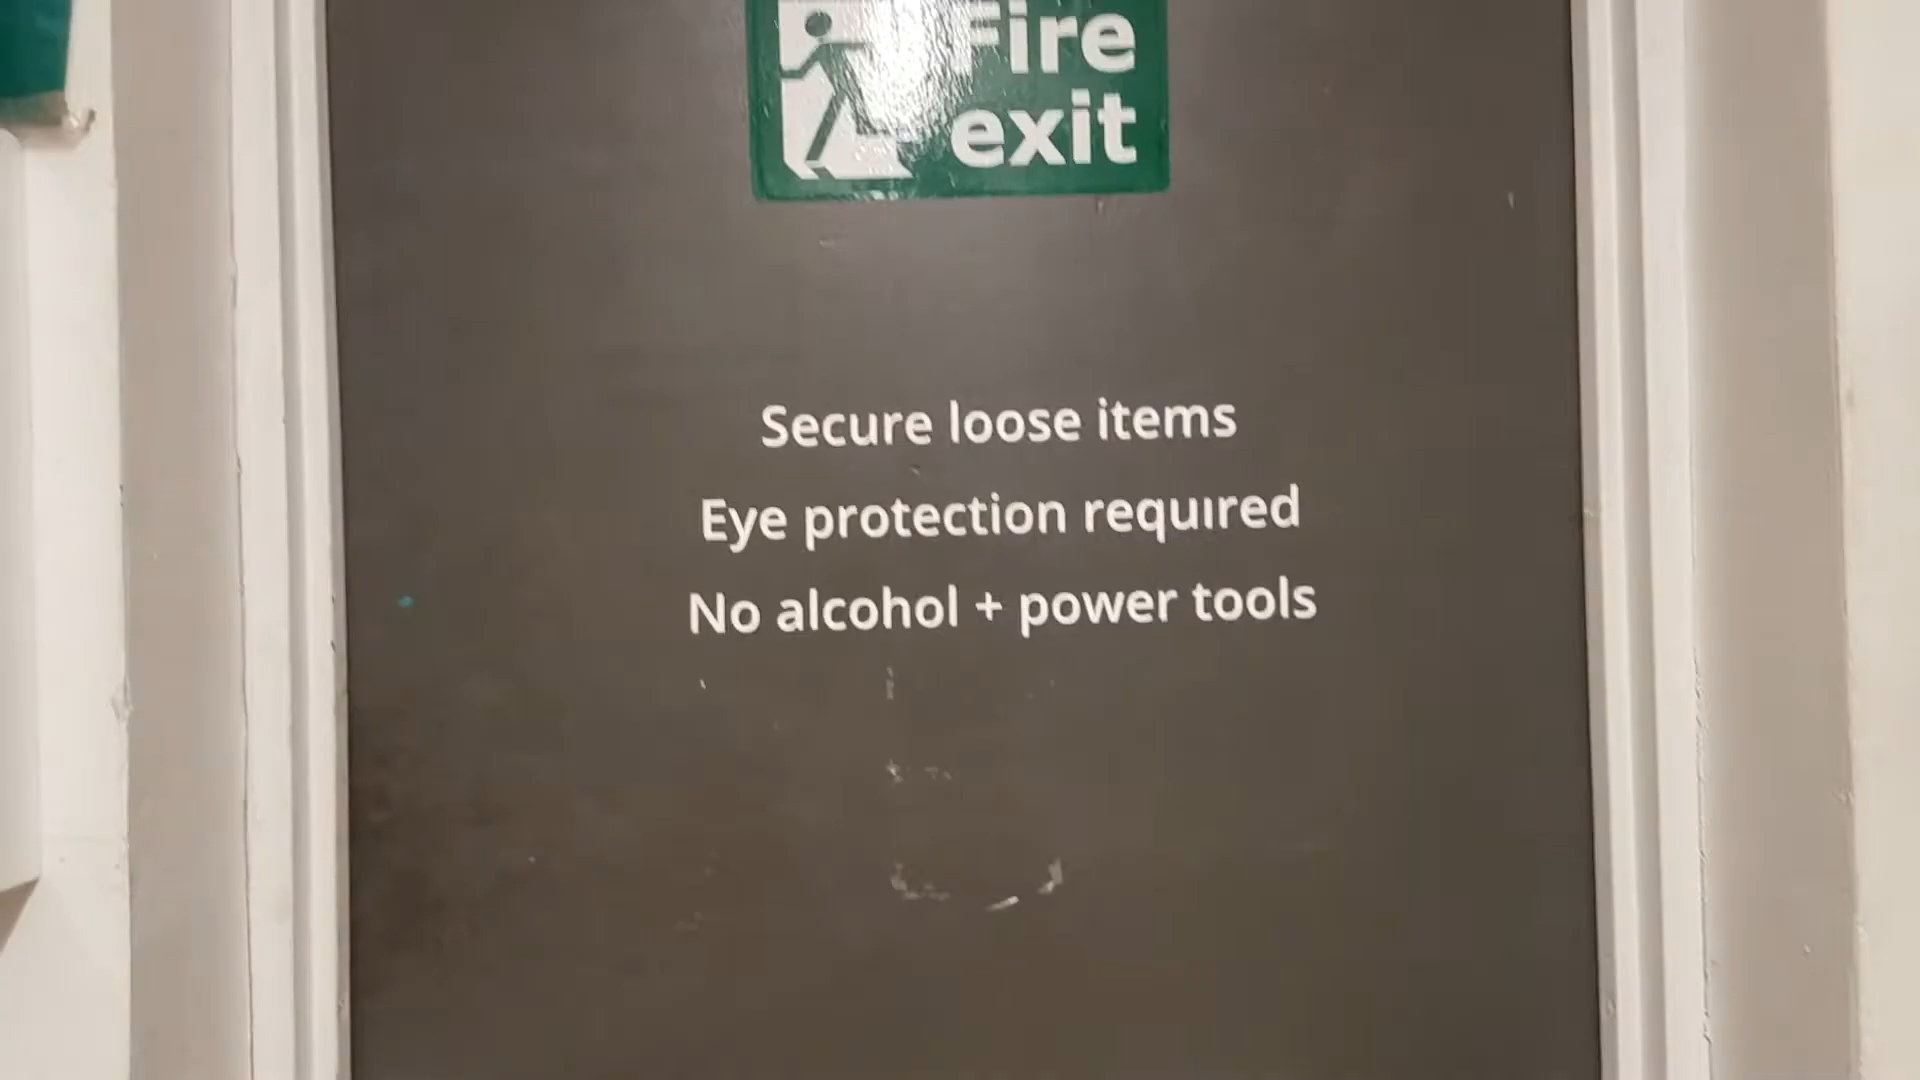 Fire
exit
Secure loose items
Eye protection required
No alcohol + power tools